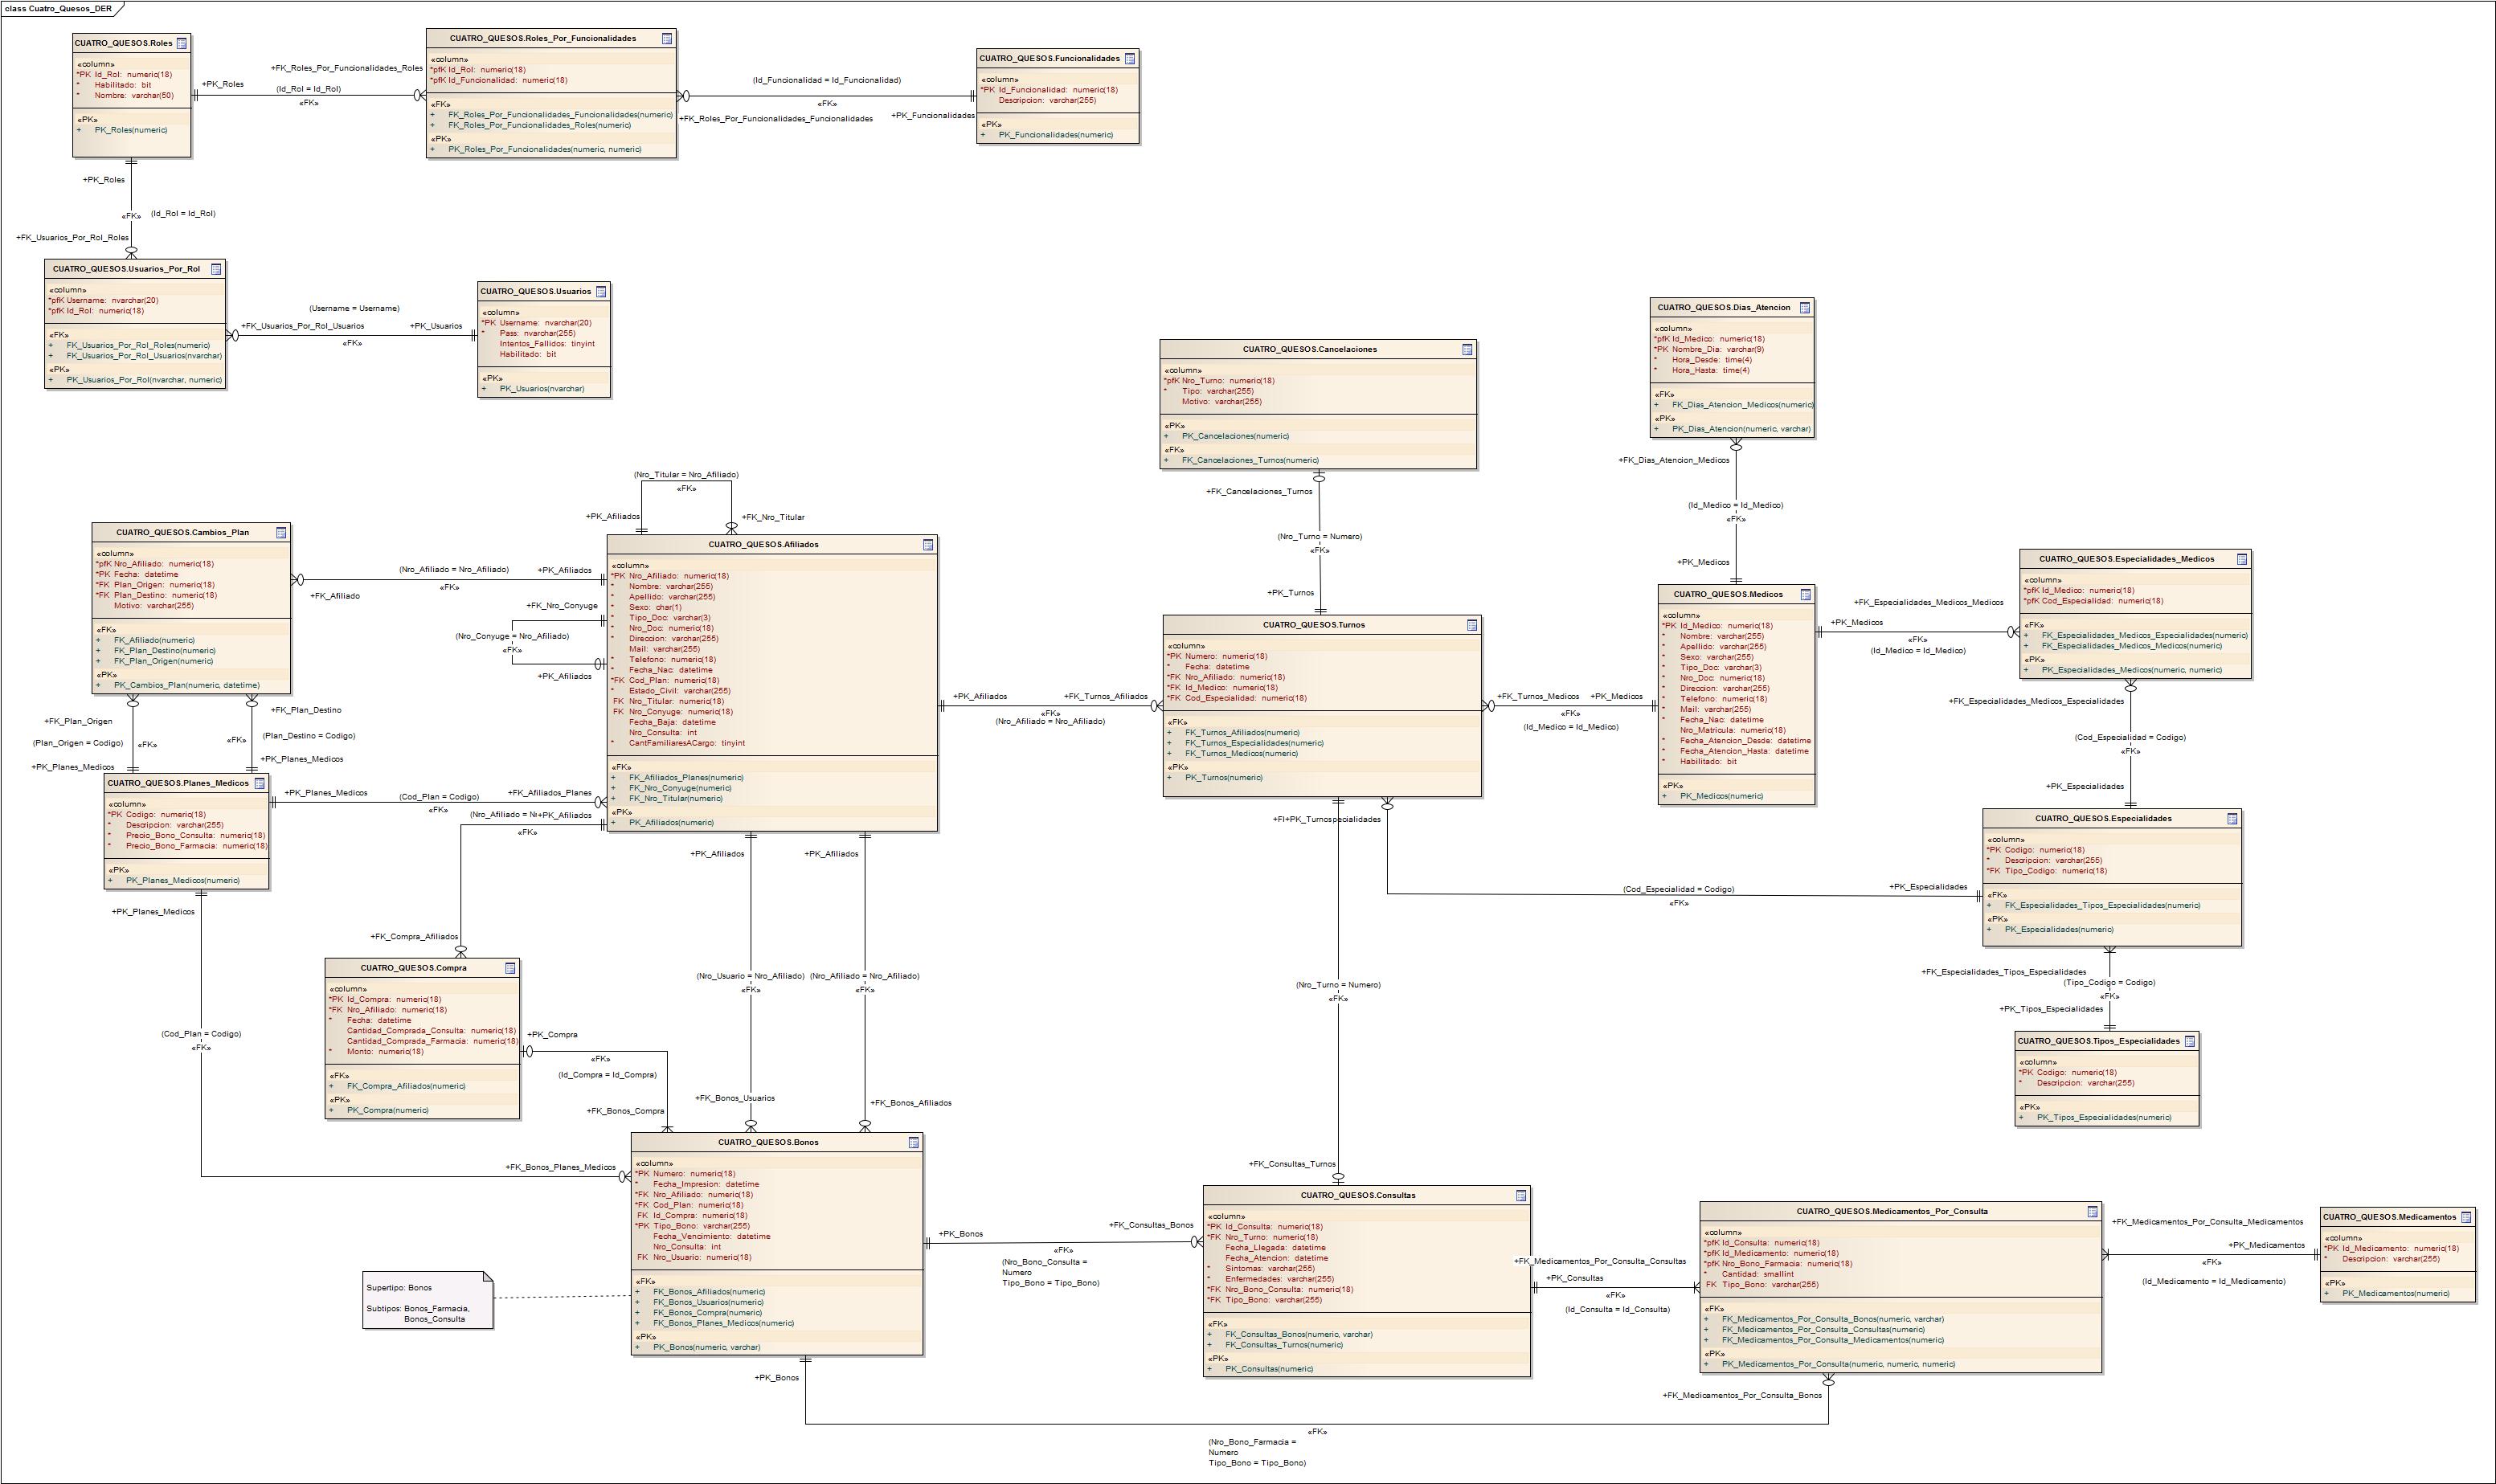 class Cuatro_Quesos_DER
CUATRO_QUESOS.Roles
«column»
*PK Id_Rol: numeric(18)
* Habilitado: bit
* Nombre: varchar(50)
«PK»
+ PK_Roles(numeric)
+PK_Roles
+FK_Roles_Por_Funcionalidades_Roles
(Id_Rol = Id_Rol)
«FK»
CUATRO_QUESOS.Roles_Por_Funcionalidades
«column»
*pfK Id_Rol: numeric(18)
*pfK Id_Funcionalidad: numeric(18)
«FK»
+ FK_Roles_Por_Funcionalidades_Funcionalidades(numeric)
+ FK_Roles_Por_Funcionalidades_Roles(numeric)
«PK»
+ PK_Roles_Por_Funcionalidades(numeric, numeric)
(Id_Funcionalidad = Id_Funcionalidad)
«FK»
+FK_Roles_Por_Funcionalidades_Funcionalidades
+PK_Funcionalidades
CUATRO_QUESOS.Funcionalidades
«column»
*PK Id_Funcionalidad: numeric(18)
Descripcion: varchar(255)
«PK»
+ PK_Funcionalidades(numeric)
+PK_Roles
«FK»
(Id_Rol = Id_Rol)
+FK_Usuarios_Por_Rol_Roles
CUATRO_QUESOS.Usuarios_Por_Rol
«column»
*pfK Username: nvarchar(20)
*pfK Id_Rol: numeric(18)
«FK»
+ FK_Usuarios_Por_Rol_Roles(numeric)
+ FK_Usuarios_Por_Rol_Usuarios(nvarchar)
«PK»
+ PK_Usuarios_Por_Rol(nvarchar, numeric)
(Username = Username)
+FK_Usuarios_Por_Rol_Usuarios
+PK_Usuarios
«FK»
CUATRO_QUESOS.Usuarios
«column»
*PK Username: nvarchar(20)
* Pass: nvarchar(255)
Intentos_Fallidos: tinyint
Habilitado: bit
«PK»
+ PK_Usuarios(nvarchar)
CUATRO_QUESOS.Cancelaciones
«column»
*pfK Nro_Turno: numeric(18)
* Tipo: varchar(255)
Motivo: varchar(255)
«PK»
+ PK_Cancelaciones(numeric)
«FK»
+ FK_Cancelaciones_Turnos(numeric)
+FK_Cancelaciones_Turnos
(Nro_Turno = Numero)
«FK»
+PK_Turnos
CUATRO_QUESOS.Dias_Atencion
«column»
*pfK Id_Medico: numeric(18)
*PK Nombre_Dia: varchar(9)
* Hora_Desde: time(4)
* Hora_Hasta: time(4)
«FK»
+ FK_Dias_Atencion_Medicos(numeric)
«PK»
+ PK_Dias_Atencion(numeric, varchar)
+FK_Dias_Atencion_Medicos
(Id_Medico = Id_Medico)
«FK»
+PK_Medicos
CUATRO_QUESOS.Cambios_Plan
«column»
*pfK Nro_Afiliado: numeric(18)
*PK Fecha: datetime
*FK Plan_Origen: numeric(18)
*FK Plan_Destino: numeric(18)
Motivo: varchar(255)
«FK»
+ FK_Afiliado(numeric)
+ FK_Plan_Destino(numeric)
+ FK_Plan_Origen(numeric)
«PK»
+ PK_Cambios_Plan(numeric, datetime)
(Nro_Titular = Nro_Afiliado)
«FK»
+PK_Afiliados
+FK_Nro_Titular
(Nro_Afiliado = Nro_Afiliado)
+PK_Afiliados
«FK»
+FK_Afiliado
+FK_Nro_Conyuge
(Nro_Conyuge = Nro_Afiliado)
«FK»
+PK_Afiliados
CUATRO_QUESOS.Afiliados
«column»
*PK Nro_Afiliado: numeric(18)
* Nombre: varchar(255)
* Apellido: varchar(255)
* Sexo: char(1)
* Tipo_Doc: varchar(3)
* Nro_Doc: numeric(18)
* Direccion: varchar(255)
Mail: varchar(255)
* Telefono: numeric(18)
* Fecha_Nac: datetime
*FK Cod_Plan: numeric(18)
* Estado_Civil: varchar(255)
FK Nro_Titular: numeric(18)
FK Nro_Conyuge: numeric(18)
Fecha_Baja: datetime
Nro_Consulta: int
* CantFamiliaresACargo: tinyint
«FK»
+ FK_Afiliados_Planes(numeric)
+ FK_Nro_Conyuge(numeric)
+ FK_Nro_Titular(numeric)
«PK»
+ PK_Afiliados(numeric)
+PK_Afiliados
+FK_Turnos_Afiliados
«FK»
(Nro_Afiliado = Nro_Afiliado)
CUATRO_QUESOS.Turnos
«column»
*PK Numero: numeric(18)
* Fecha: datetime
*FK Nro_Afiliado: numeric(18)
*FK Id_Medico: numeric(18)
*FK Cod_Especialidad: numeric(18)
«FK»
+ FK_Turnos_Afiliados(numeric)
+ FK_Turnos_Especialidades(numeric)
+ FK_Turnos_Medicos(numeric)
«PK»
+ PK_Turnos(numeric)
+FK_Turnos_Medicos
+PK_Medicos
«FK»
(Id_Medico = Id_Medico)
CUATRO_QUESOS.Medicos
«column»
*PK Id_Medico: numeric(18)
* Nombre: varchar(255)
* Apellido: varchar(255)
* Sexo: varchar(255)
* Tipo_Doc: varchar(3)
* Nro_Doc: numeric(18)
* Direccion: varchar(255)
* Telefono: numeric(18)
* Mail: varchar(255)
* Fecha_Nac: datetime
Nro_Matricula: numeric(18)
* Fecha_Atencion_Desde: datetime
* Fecha_Atencion_Hasta: datetime
* Habilitado: bit
«PK»
+ PK_Medicos(numeric)
+FK_Especialidades_Medicos_Medicos
+PK_Medicos
«FK»
(Id_Medico = Id_Medico)
CUATRO_QUESOS.Especialidades_Medicos
«column»
*pfK Id_Medico: numeric(18)
*pfK Cod_Especialidad: numeric(18)
«FK»
+ FK_Especialidades_Medicos_Especialidades(numeric)
+ FK_Especialidades_Medicos_Medicos(numeric)
«PK»
+ PK_Especialidades_Medicos(numeric, numeric)
+FK_Especialidades_Medicos_Especialidades
(Cod_Especialidad = Codigo)
«FK»
+PK_Especialidades
+FK_Plan_Origen
(Plan_Origen = Codigo)
«FK»
+PK_Planes_Medicos
+FK_Plan_Destino
«FK»
(Plan_Destino = Codigo)
+PK_Planes_Medicos
CUATRO_QUESOS.Planes_Medicos
«column»
*PK Codigo: numeric(18)
* Descripcion: varchar(255)
* Precio_Bono_Consulta: numeric(18)
* Precio_Bono_Farmacia: numeric(18)
«PK»
+ PK_Planes_Medicos(numeric)
+PK_Planes_Medicos
(Cod_Plan = Codigo)
+FK_Afiliados_Planes
«FK»
(Nro_Afiliado = Nr+PK_Afiliados
«FK»
+FK_Compra_Afiliados
+PK_Afiliados
+PK_Afiliados
+FI+PK_Turnospecialidades
(Cod_Especialidad = Codigo)
+PK_Especialidades
«FK»
CUATRO_QUESOS.Especialidades
«column»
*PK Codigo: numeric(18)
* Descripcion: varchar(255)
*FK Tipo_Codigo: numeric(18)
«FK»
+ FK_Especialidades_Tipos_Especialidades(numeric)
«PK»
+ PK_Especialidades(numeric)
+FK_Especialidades_Tipos_Especialidades
(Tipo_Codigo = Codigo)
«FK»
+PK_Tipos_Especialidades
CUATRO_QUESOS.Tipos_Especialidades
«column»
*PK Codigo: numeric(18)
* Descripcion: varchar(255)
«PK»
+ PK_Tipos_Especialidades(numeric)
+PK_Planes_Medicos
(Cod_Plan = Codigo)
«FK»
+FK_Bonos_Planes_Medicos
CUATRO_QUESOS.Compra
«column»
*PK Id_Compra: numeric(18)
*FK Nro_Afiliado: numeric(18)
* Fecha: datetime
Cantidad_Comprada_Consulta: numeric(18)
Cantidad_Comprada_Farmacia: numeric(18)
* Monto: numeric(18)
«FK»
+ FK_Compra_Afiliados(numeric)
«PK»
+ PK_Compra(numeric)
+PK_Compra
«FK»
(Id_Compra = Id_Compra)
+FK_Bonos_Compra
(Nro_Usuario = Nro_Afiliado)
«FK»
+FK_Bonos_Usuarios
(Nro_Afiliado = Nro_Afiliado)
«FK»
+FK_Bonos_Afiliados
(Nro_Turno = Numero)
«FK»
+FK_Consultas_Turnos
CUATRO_QUESOS.Bonos
«column»
*PK Numero: numeric(18)
* Fecha_Impresion: datetime
*FK Nro_Afiliado: numeric(18)
*FK Cod_Plan: numeric(18)
FK Id_Compra: numeric(18)
*PK Tipo_Bono: varchar(255)
Fecha_Vencimiento: datetime
Nro_Consulta: int
FK Nro_Usuario: numeric(18)
«FK»
+ FK_Bonos_Afiliados(numeric)
+ FK_Bonos_Usuarios(numeric)
+ FK_Bonos_Compra(numeric)
+ FK_Bonos_Planes_Medicos(numeric)
«PK»
+ PK_Bonos(numeric, varchar)
Supertipo: Bonos
Subtipos: Bonos_Farmacia,
Bonos_Consulta
+PK_Bonos
+FK_Consultas_Bonos
«FK»
(Nro_Bono_Consulta =
Numero
Tipo_Bono = Tipo_Bono)
CUATRO_QUESOS.Consultas
«column»
*PK Id_Consulta: numeric(18)
*FK Nro_Turno: numeric(18)
Fecha_Llegada: datetime
Fecha_Atencion: datetime
* Sintomas: varchar(255)
* Enfermedades: varchar(255)
*FK Nro_Bono_Consulta: numeric(18)
*FK Tipo_Bono: varchar(255)
«FK»
+ FK_Consultas_Bonos(numeric, varchar)
+ FK_Consultas_Turnos(numeric)
«PK»
+ PK_Consultas(numeric)
+FK_Medicamentos_Por_Consulta_Consultas
+PK_Consultas
«FK»
(Id_Consulta = Id_Consulta)
CUATRO_QUESOS.Medicamentos_Por_Consulta
«column»
*pfK Id_Consulta: numeric(18)
*pfK Id_Medicamento: numeric(18)
*pfK Nro_Bono_Farmacia: numeric(18)
* Cantidad: smallint
FK Tipo_Bono: varchar(255)
«FK»
+ FK_Medicamentos_Por_Consulta_Bonos(numeric, varchar)
+ FK_Medicamentos_Por_Consulta_Consultas(numeric)
+ FK_Medicamentos_Por_Consulta_Medicamentos(numeric)
«PK»
+ PK_Medicamentos_Por_Consulta(numeric, numeric, numeric)
+FK_Medicamentos_Por_Consulta_Medicamentos
+PK_Medicamentos
«FK»
(Id_Medicamento = Id_Medicamento)
CUATRO_QUESOS.Medicamentos
«column»
*PK Id_Medicamento: numeric(18)
* Descripcion: varchar(255)
«PK»
+ PK_Medicamentos(numeric)
+PK_Bonos
+FK_Medicamentos_Por_Consulta_Bonos
«FK»
(Nro_Bono_Farmacia =
Numero
Tipo_Bono = Tipo_Bono)